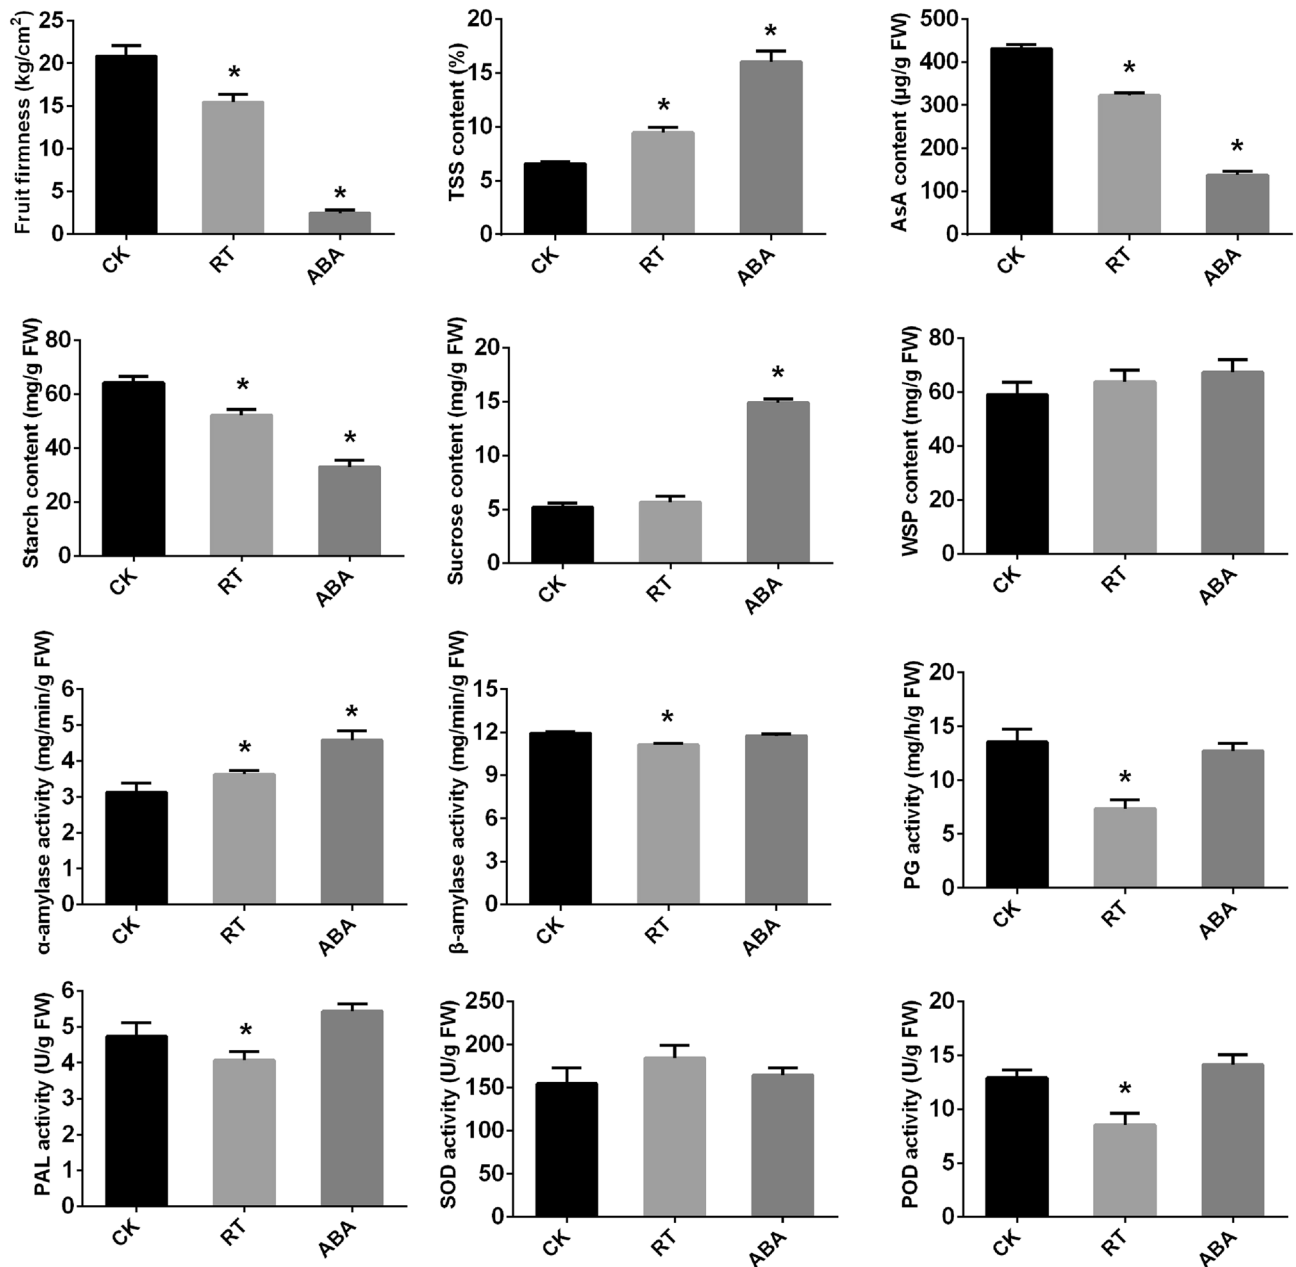 Fruit firmness (kg/cm²)
25
20
15
10
5
0
*
*
CK
RT
ABA
TSS content (%)
20
15
10
5
0
*
*
CK
RT
ABA
AsA content (µg/g FW)
500
400
300
200
100
0
*
*
CK
RT
ABA
Starch content (mg/g FW)
80
60
40
20
0
*
*
CK
RT
ABA
Sucrose content (mg/g FW)
20
15
10
5
0
*
CK
RT
ABA
WSP content (mg/g FW)
80
60
40
20
0
CK
RT
ABA
α-amylase activity (mg/min/g FW)
6
5
4
3
2
1
0
*
*
CK
RT
ABA
β-amylase activity (mg/min/g FW)
15
12
9
6
3
0
*
CK
RT
ABA
PG activity (mg/h/g FW)
20
15
10
5
0
*
CK
RT
ABA
PAL activity (U/g FW)
6
5
4
3
2
1
0
*
CK
RT
ABA
SOD activity (U/g FW)
250
200
150
100
50
0
CK
RT
ABA
POD activity (U/g FW)
20
15
10
5
0
*
CK
RT
ABA